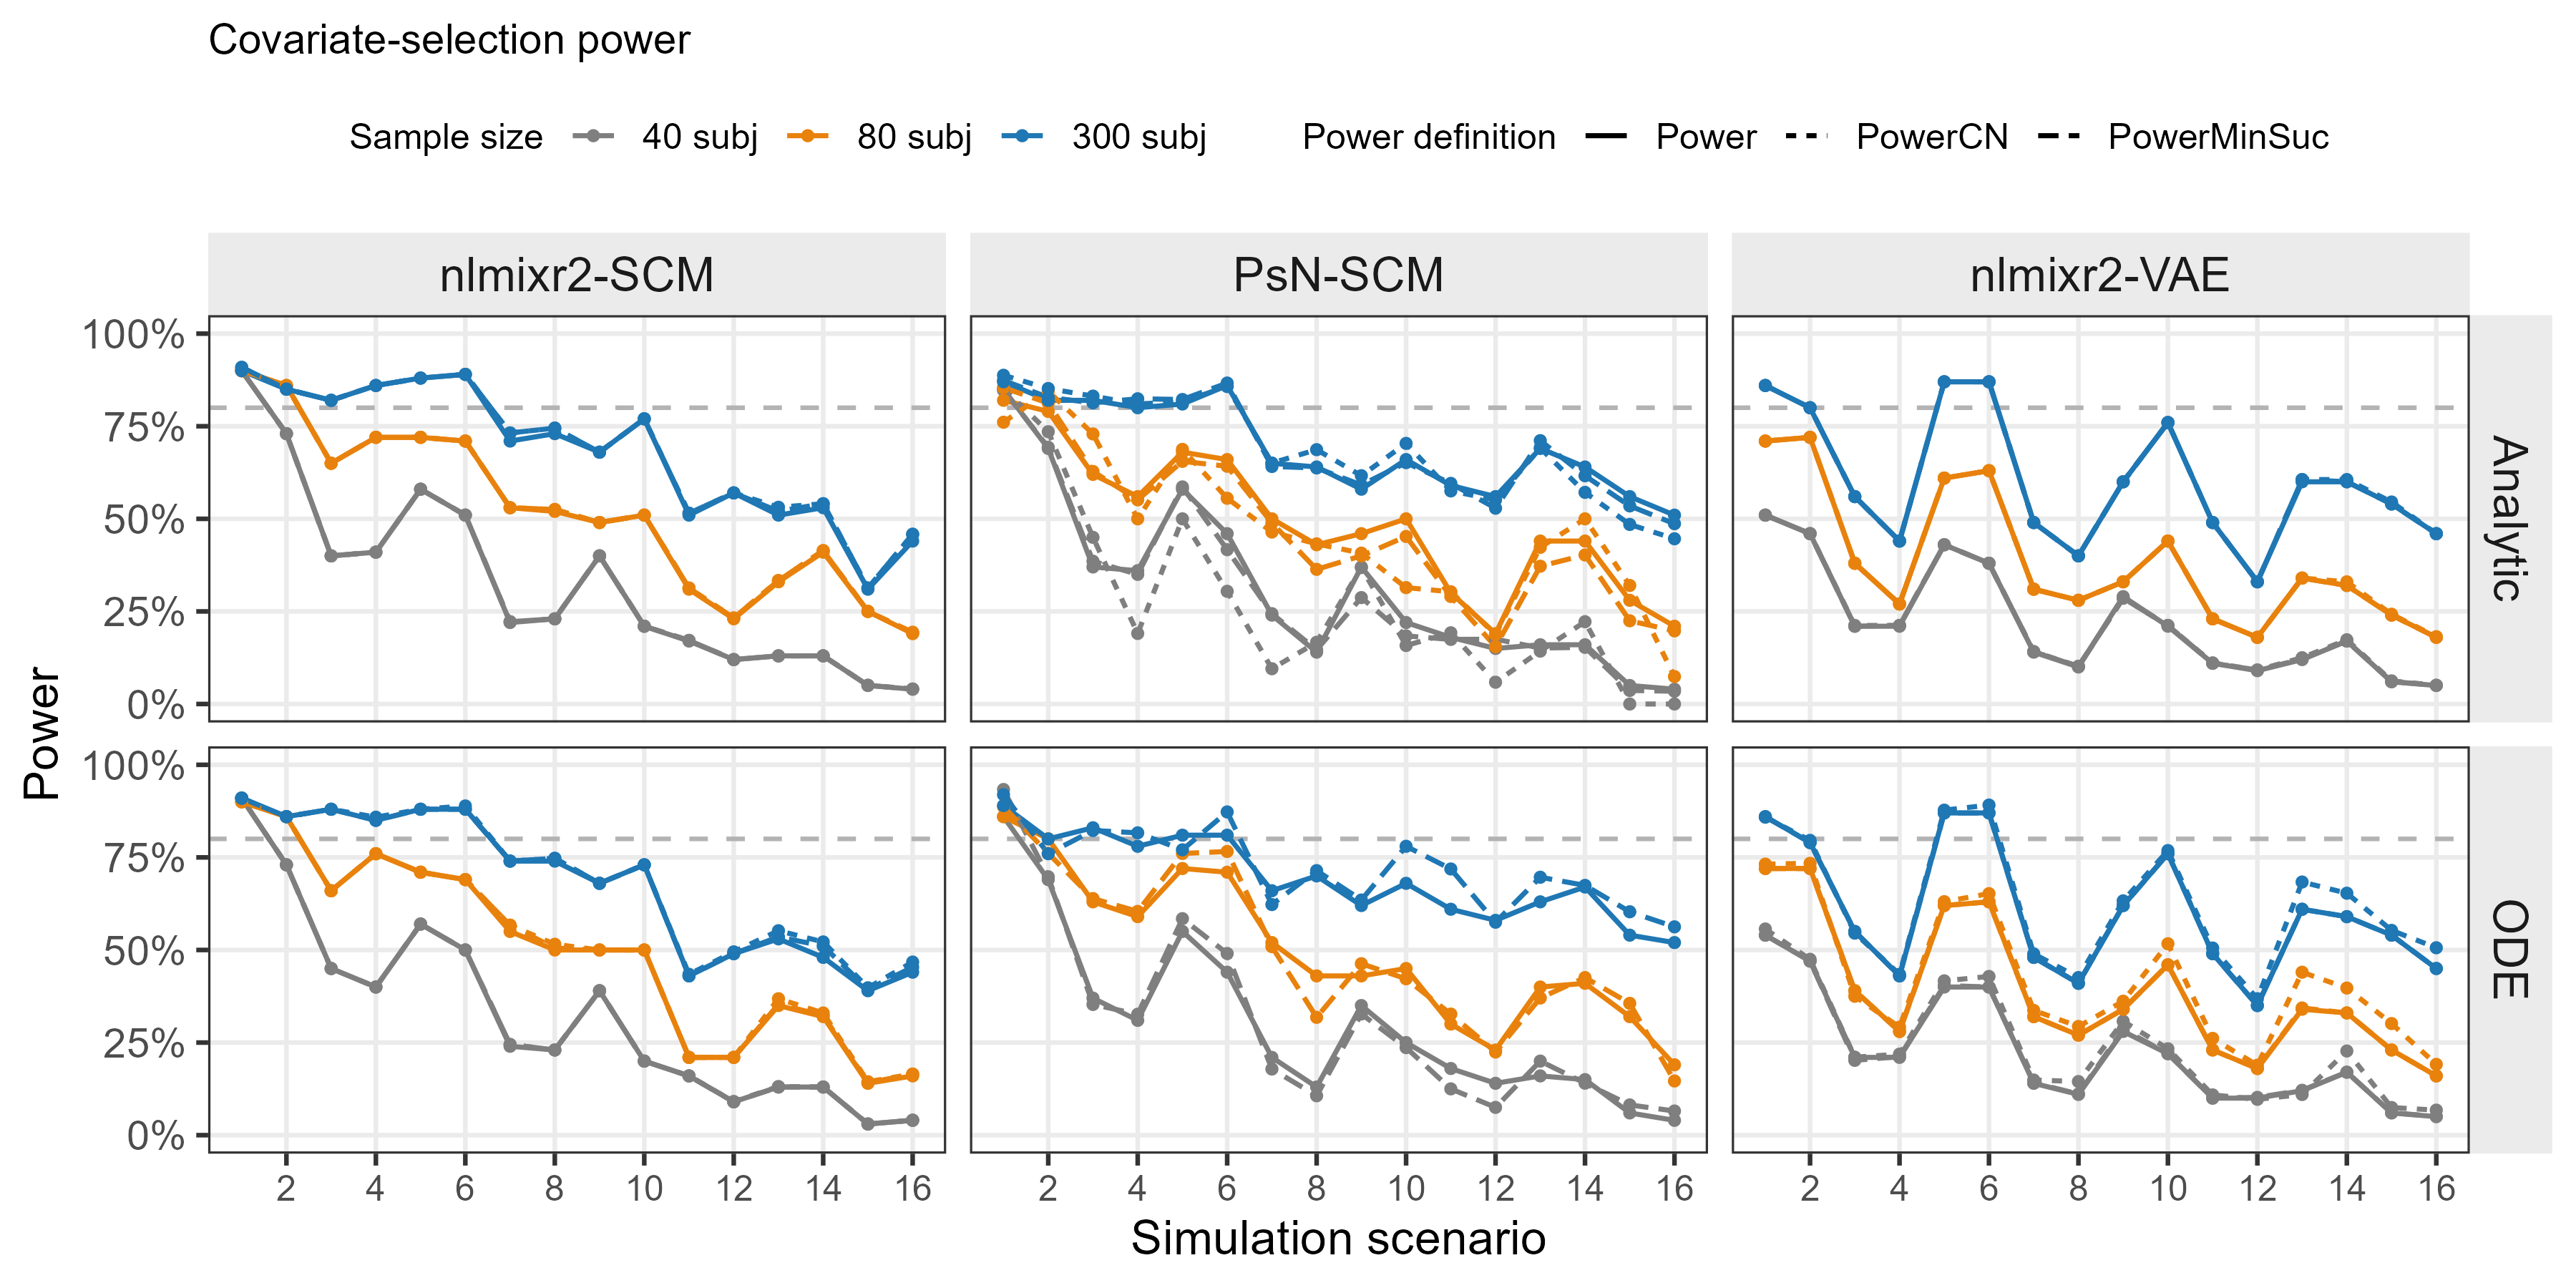 Covariate-selection power
Sample size 40 subj 80 subj 300 subj Power definition Power PowerCN PowerMinSuc
nlmixr2-SCM PsN-SCM nlmixr2-VAE
100%
75%
50%
25%
0%
Analytic
Power
100%
75%
50%
25%
0%
ODE
2 4 6 8 10 12 14 16 2 4 6 8 10 12 14 16 2 4 6 8 10 12 14 16
Simulation scenario